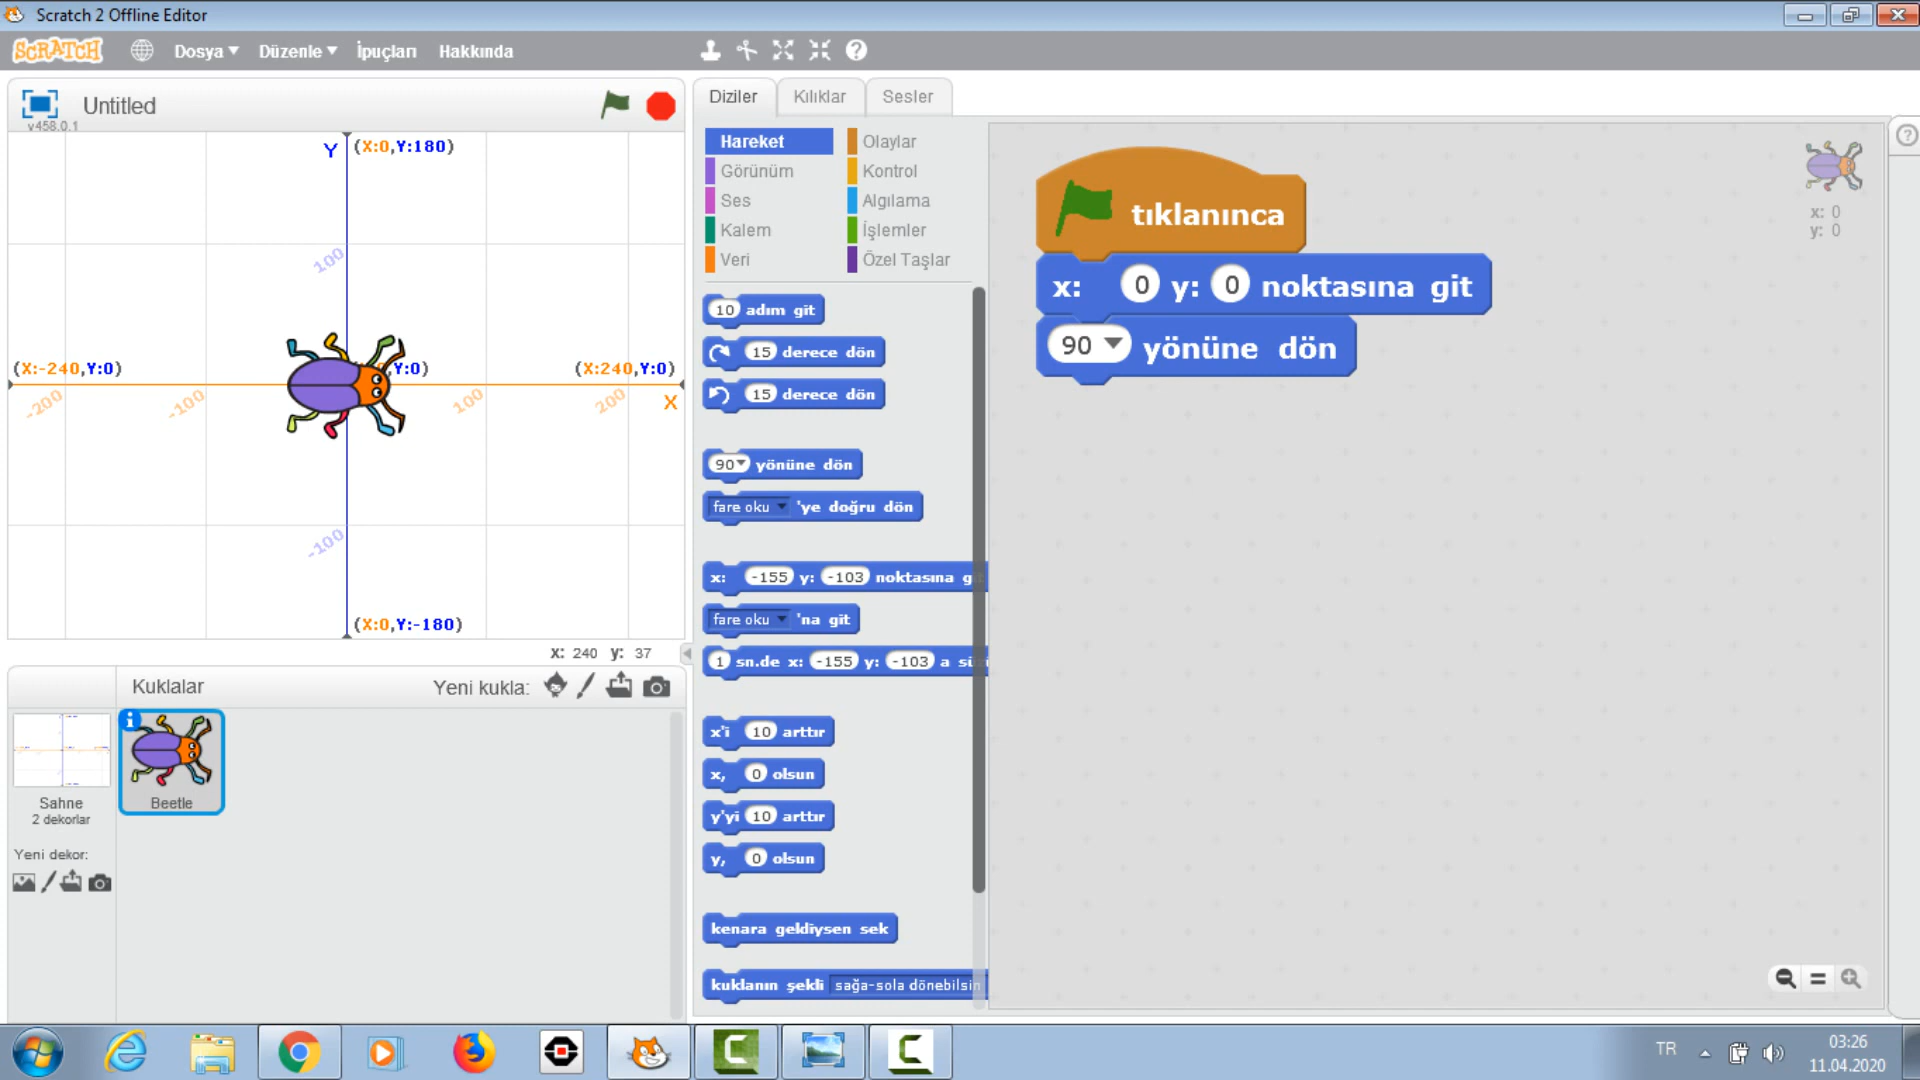 Scratch 2 Offline Editor
SCRATCH
Dosya
Düzenle
İpuçları
Hakkında
Untitled
v458.0.1
Y
(X:0,Y:180)
100
(X:-240,Y:0)
,Y:0)
(X:240,Y:0)
-200
-100
100
200
X
-100
(X:0,Y:-180)
x: 240 y: 37
Kuklalar
Yeni kukla:
Sahne
2 dekorlar
Beetle
Yeni dekor:
Diziler
Kılıklar
Sesler
Hareket
Görünüm
Ses
Kalem
Veri
Olaylar
Kontrol
Algılama
İşlemler
Özel Taşlar
10 adım git
15 derece dön
15 derece dön
90 yönüne dön
fare oku 'ye doğru dön
x: -155 y: -103 noktasına g
fare oku 'na git
1 sn.de x: -155 y: -103 a sü
x'i 10 arttır
x, 0 olsun
y'yi 10 arttır
y, 0 olsun
kenara geldiysen sek
kuklanın şekli sağa-sola dönebilsin
tıklanınca
x: 0 y: 0 noktasına git
90 yönüne dön
x: 0
y: 0
TR
03:26
11.04.2020